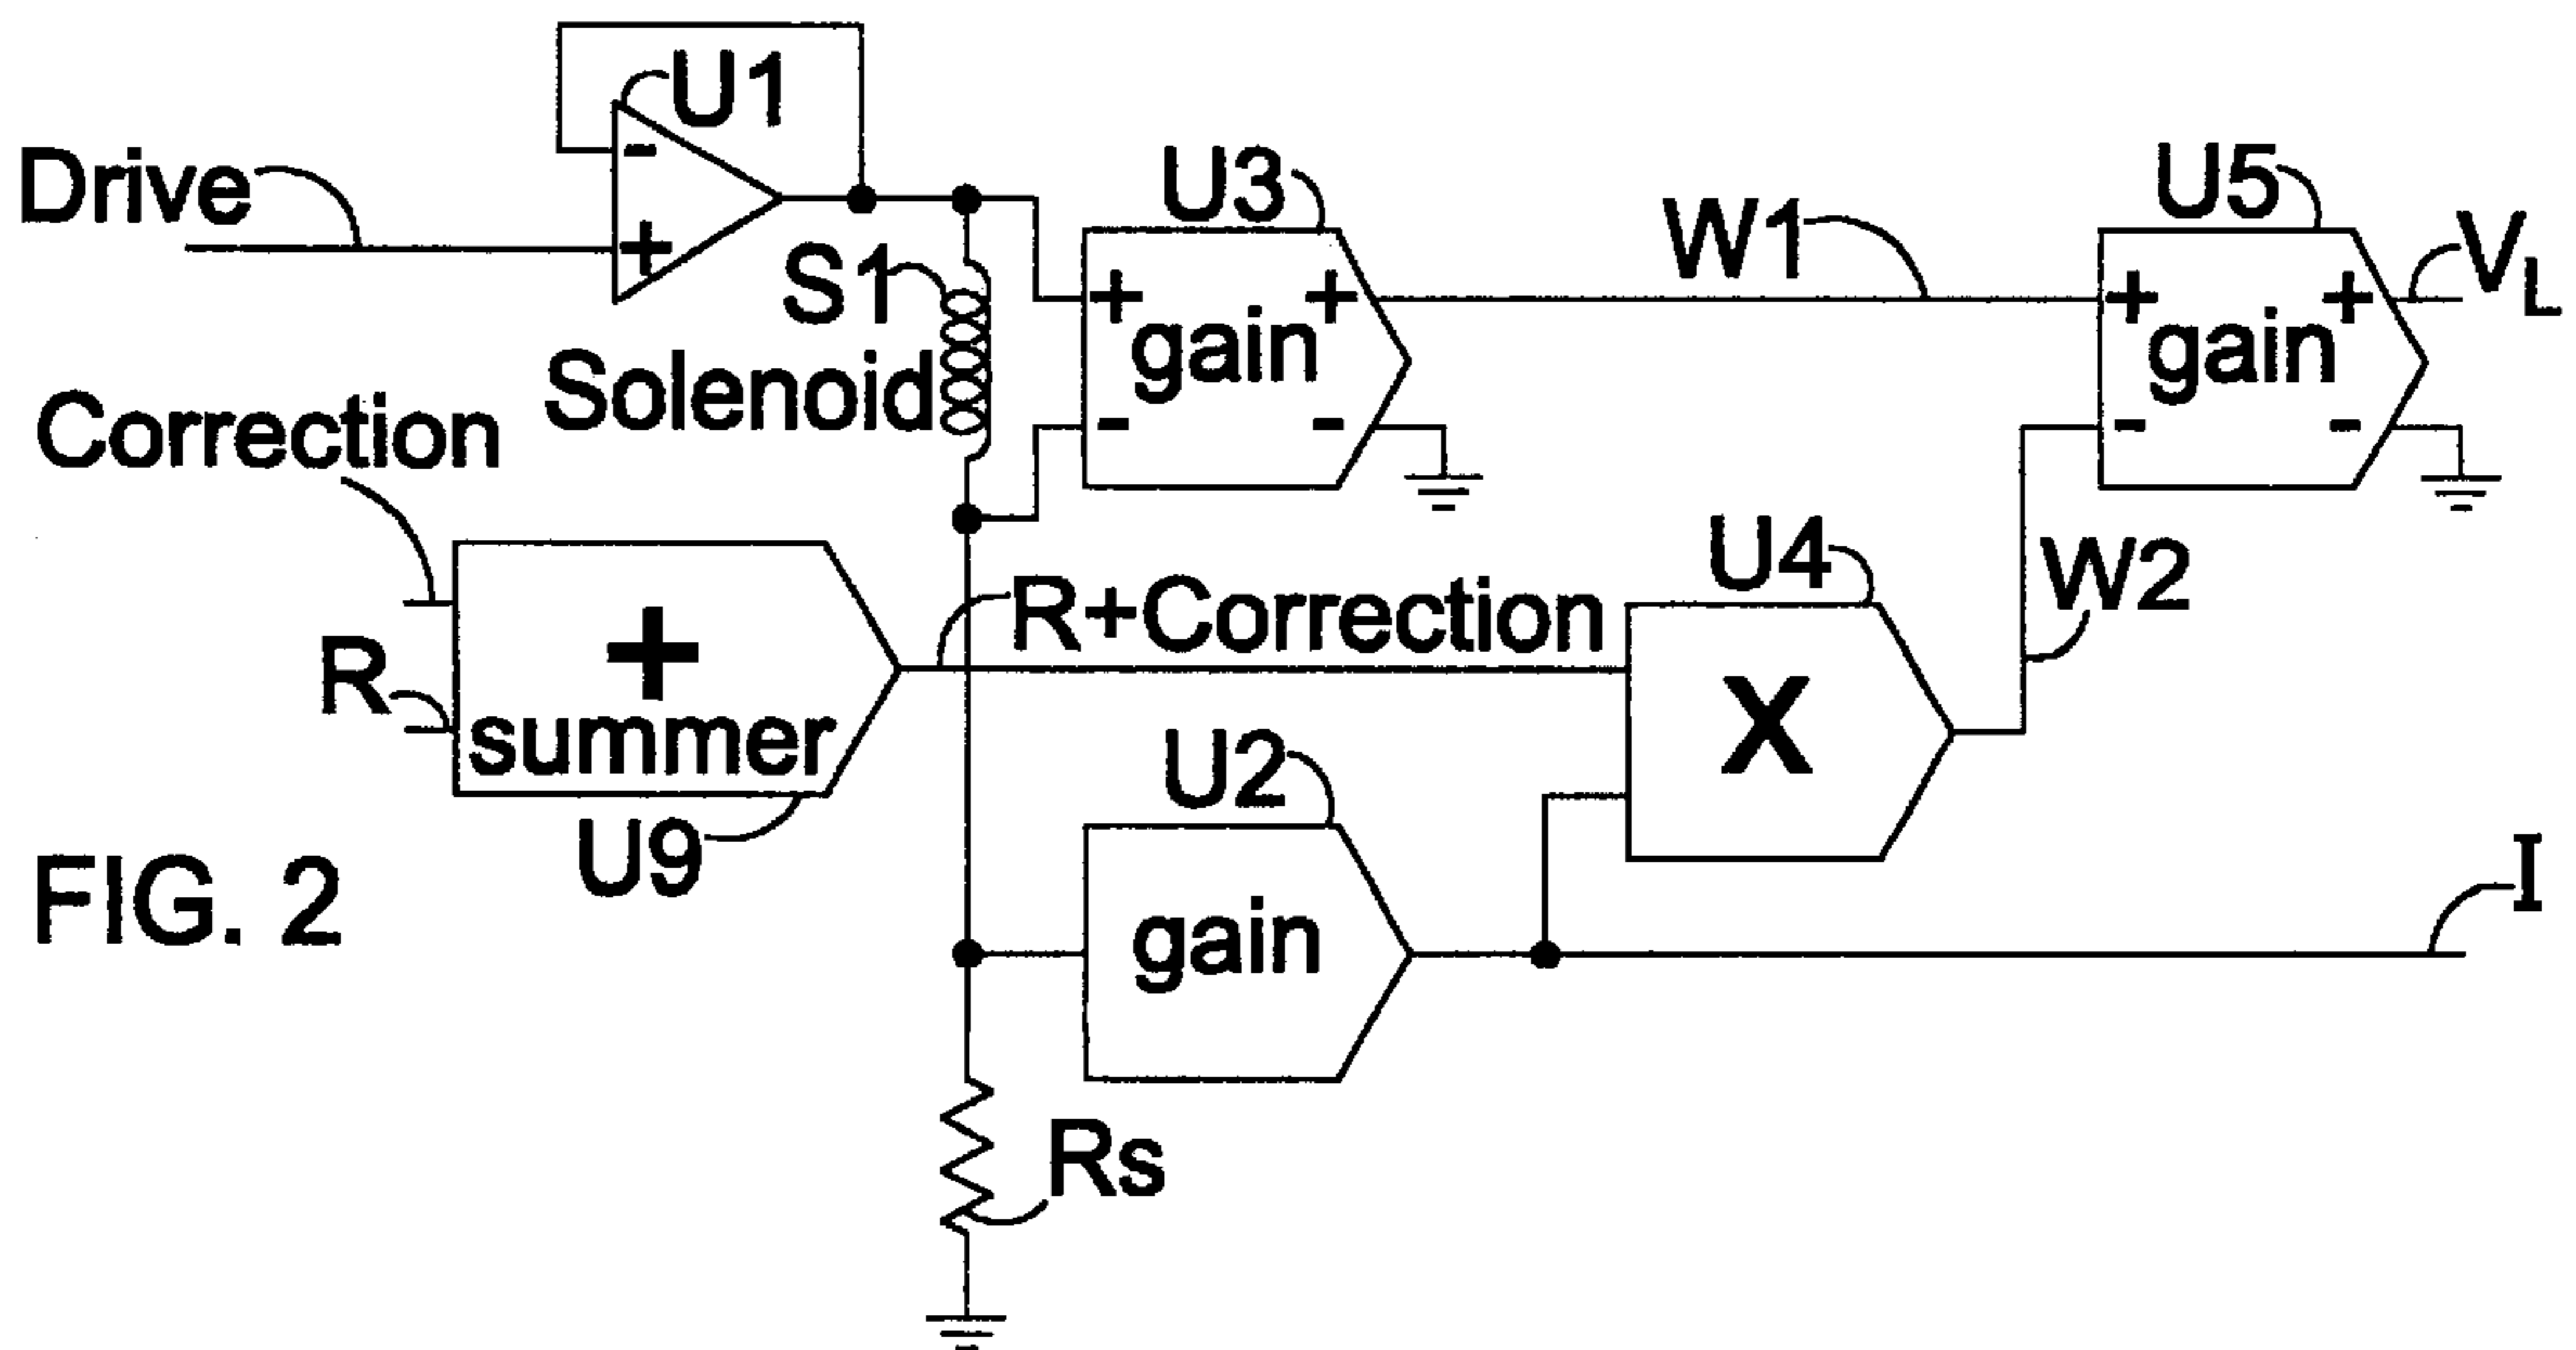 U1
-
+
Drive
S1
Solenoid
U3
+ +
gain
- -
W1
U5
+ +
gain
- -
VL
Correction
R
+
summer
U9
R+Correction
U4
X
W2
U2
gain
I
Rs
FIG. 2